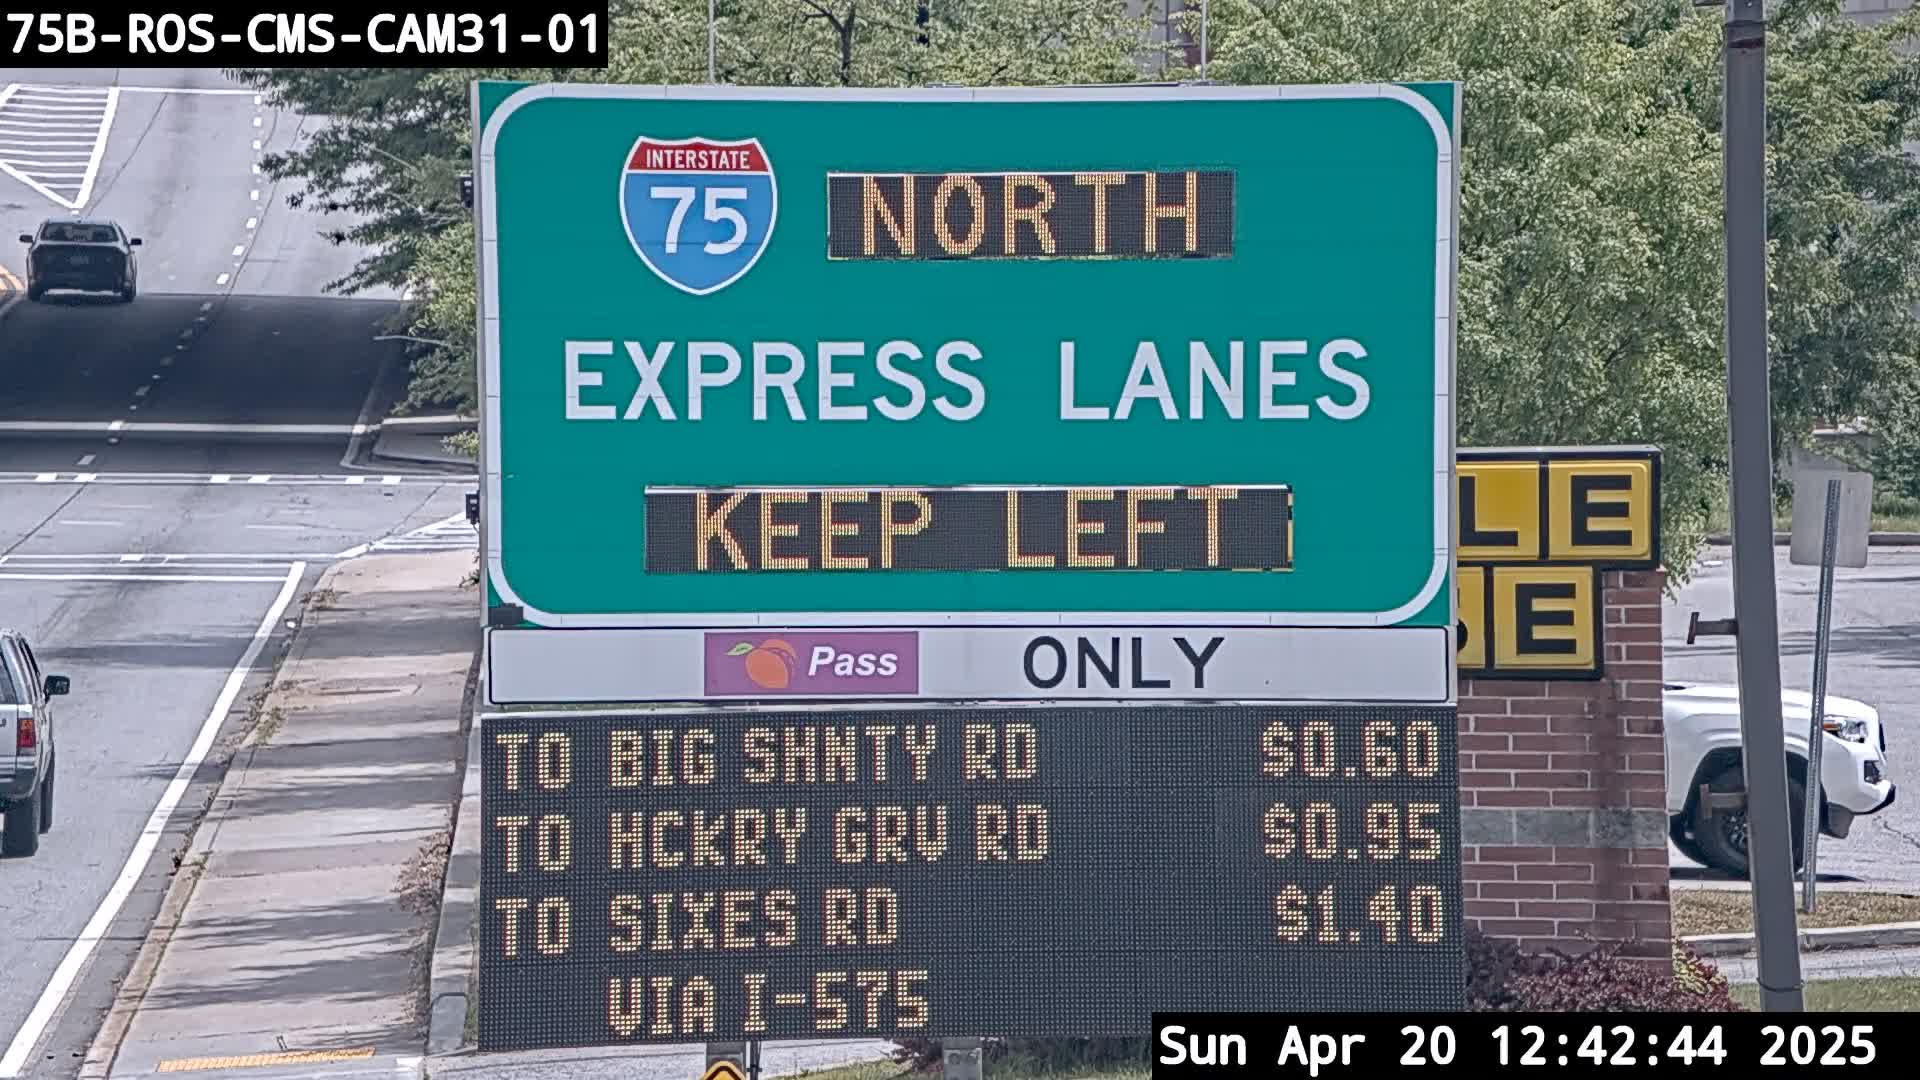 75B-ROS-CMS-CAM31-01
INTERSTATE
75
NORTH
EXPRESS LANES
KEEP LEFT
Pass ONLY
TO BIG SHNTY RD $0.60
TO HCKRY GRV RD $0.95
TO SIXES RD $1.40
VIA I-575
LE
E
Sun Apr 20 12:42:44 2025